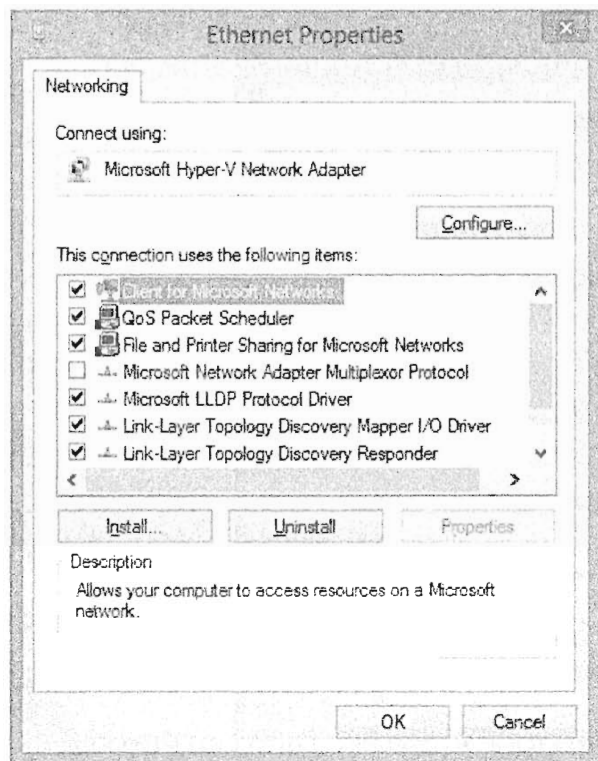 Ethernet Properties
Networking
Connect using:
Microsoft Hyper-V Network Adapter
Configure...
This connection uses the following items:
Client for Microsoft Networks
QoS Packet Scheduler
File and Printer Sharing for Microsoft Networks
Microsoft Network Adapter Multiplexor Protocol
Microsoft LLDP Protocol Driver
Link-Layer Topology Discovery Mapper I/O Driver
Link-Layer Topology Discovery Responder
Install...
Uninstall
Properties
Description
Allows your computer to access resources on a Microsoft
network.
OK
Cancel